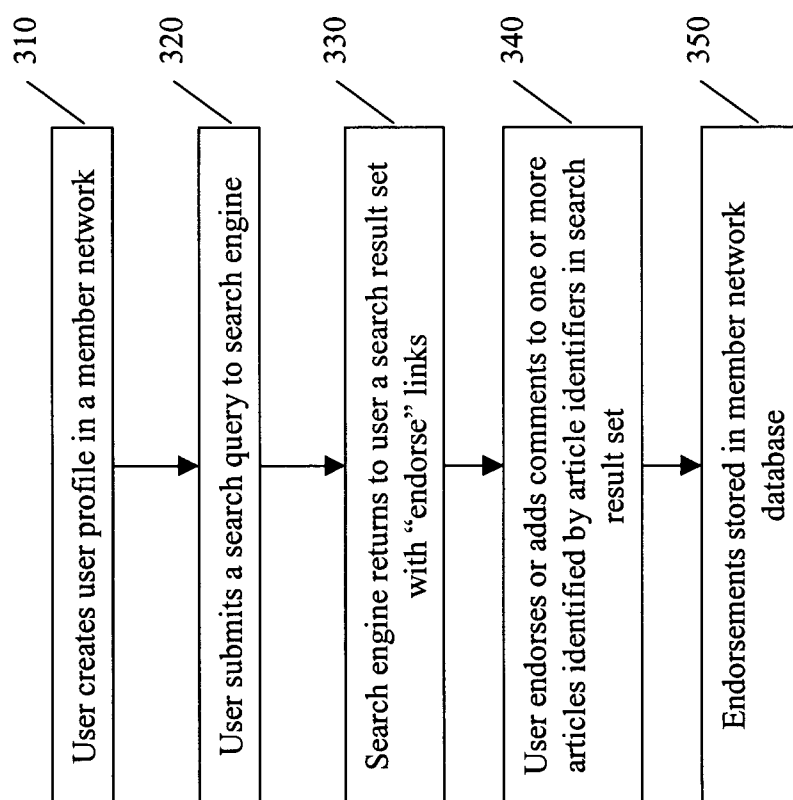 310
User creates user profile in a member network
320
User submits a search query to search engine
330
Search engine returns to user a search result set
with “endorse” links
340
User endorses or adds comments to one or more
articles identified by article identifiers in search
result set
350
Endorsements stored in member network
database